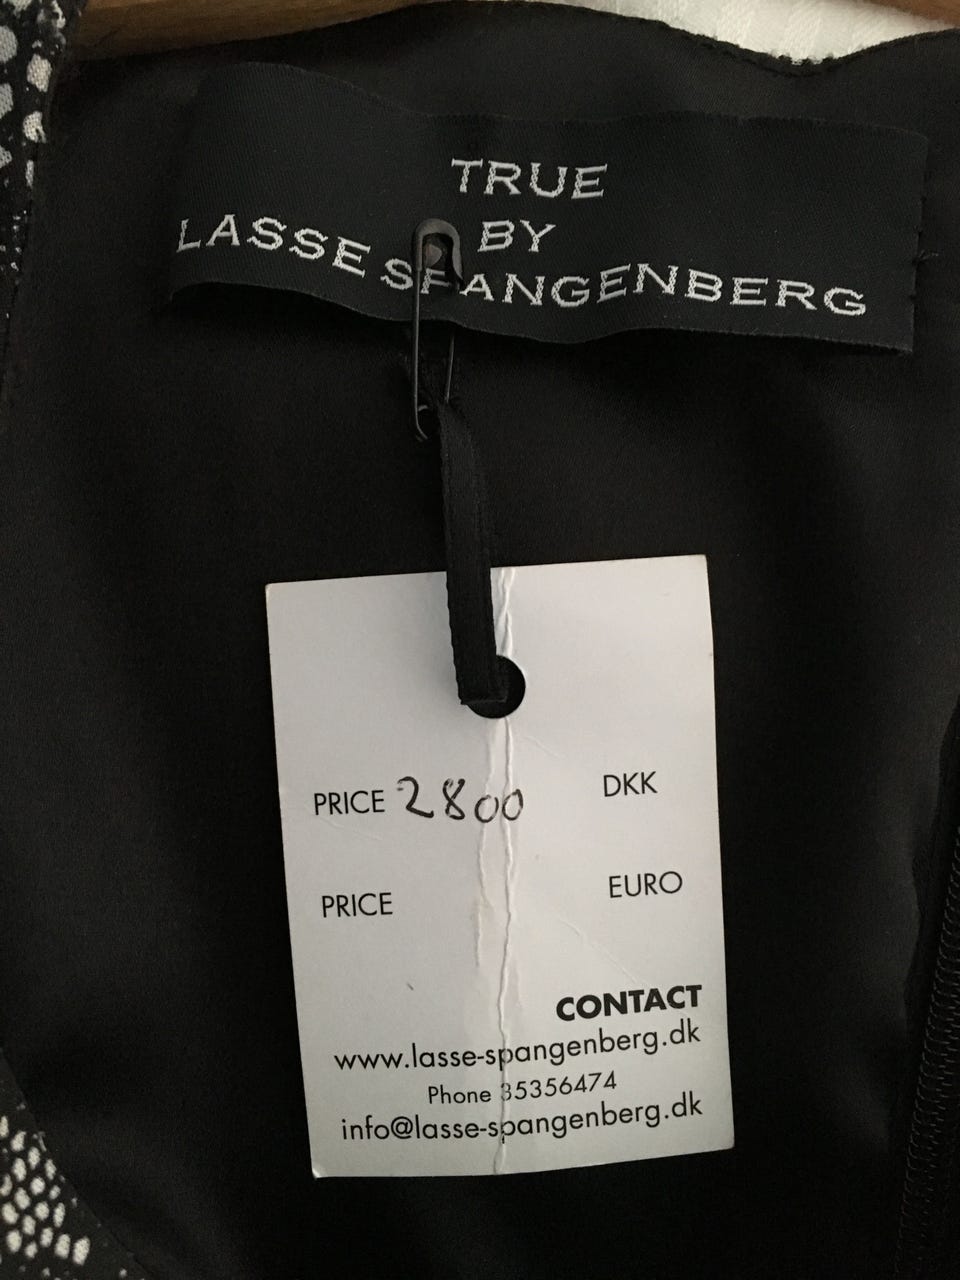 TRUE
BY
LASSE SPANGENBERG
PRICE 2800 DKK
PRICE EURO
CONTACT
www.lasse-spangenberg.dk
Phone 35356474
info@lasse-spangenberg.dk